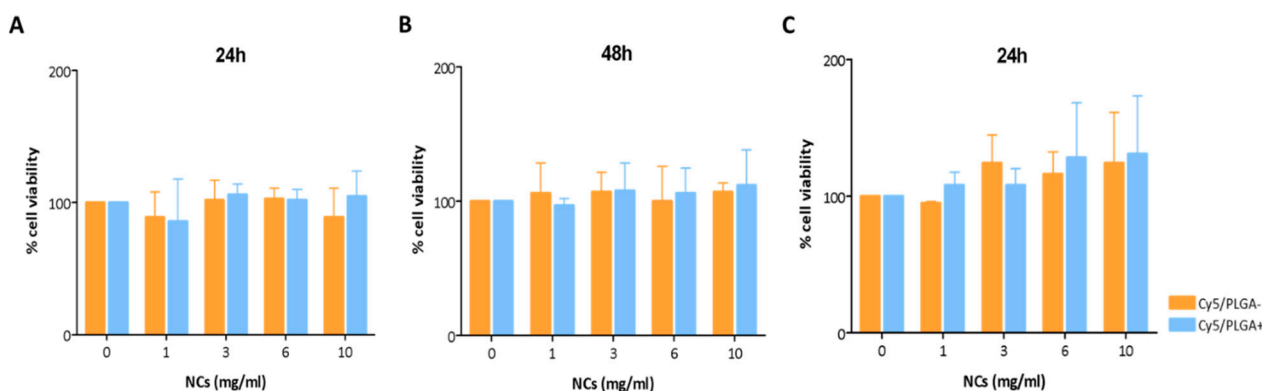 A
24h
% cell viability
200
100
0
0 1 3 6 10
NCs (mg/ml)
B
48h
% cell viability
200
100
0
0 1 3 6 10
NCs (mg/ml)
C
24h
% cell viability
200
100
0
0 1 3 6 10
NCs (mg/ml)
Cy5/PLGA-
Cy5/PLGA+